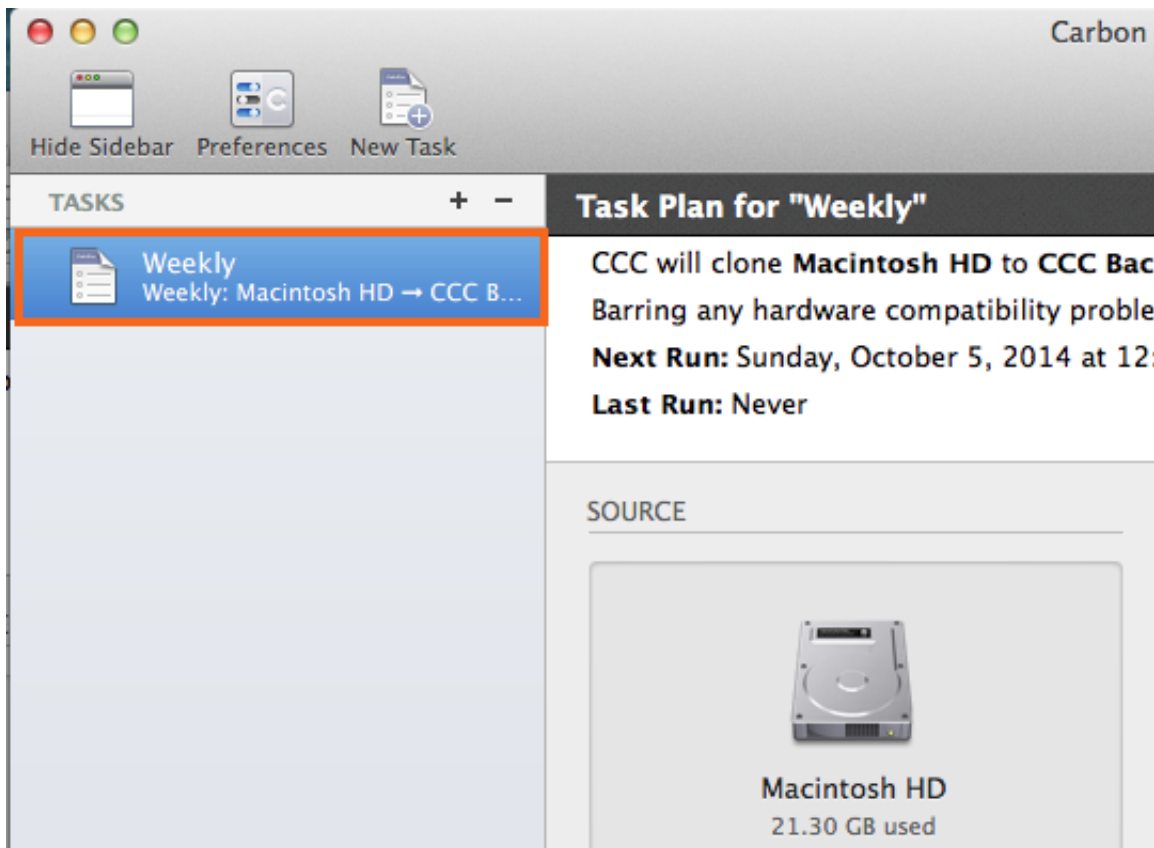 Carbon
Hide Sidebar Preferences New Task
TASKS + −
Weekly
Weekly: Macintosh HD → CCC B...
Task Plan for "Weekly"
CCC will clone Macintosh HD to CCC Bac
Barring any hardware compatibility proble
Next Run: Sunday, October 5, 2014 at 12:
Last Run: Never
SOURCE
Macintosh HD
21.30 GB used